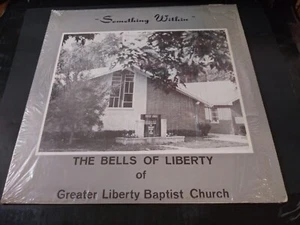 "Something Within"
THE BELLS OF LIBERTY
of
Greater Liberty Baptist Church